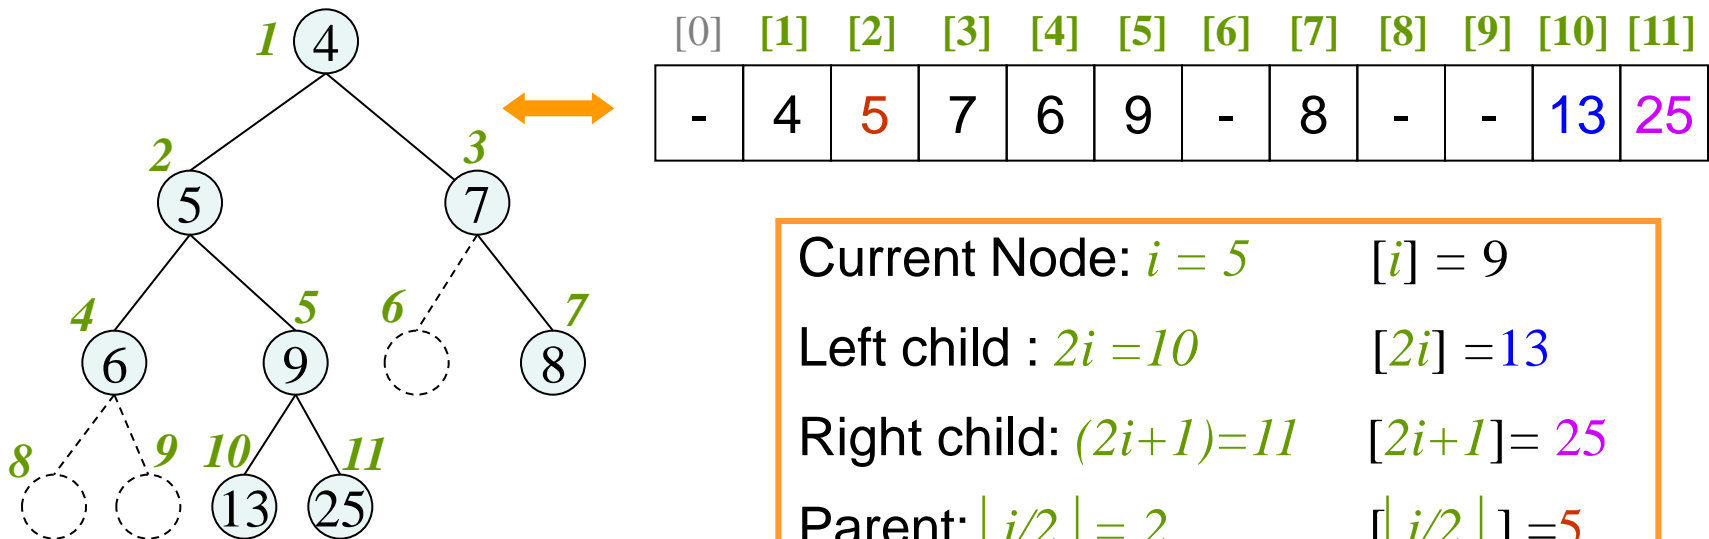 1 4
[0] [1] [2] [3] [4] [5] [6] [7] [8] [9] [10] [11]
- 4 5 7 6 9 - 8 - - 13 25
2 3
5 7
4 5 6 7
6 9 8
8 9 10 11
13 25
Current Node: i = 5 [i] = 9
Left child : 2i =10 [2i] =13
Right child: (2i+1)=11 [2i+1]= 25
Parent: ⌊ i/2 ⌋ = 2 [⌊ i/2 ⌋ ] =5